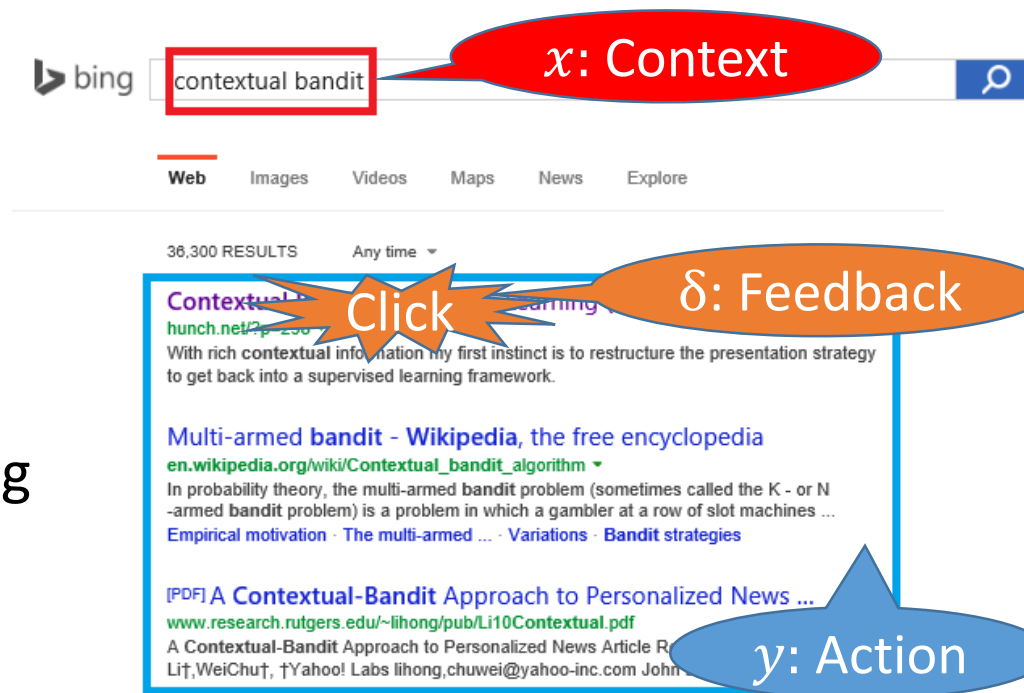 bing
contextual bandit
x: Context
Web Images Videos Maps News Explore
36,300 RESULTS Any time
Click
δ: Feedback
hunch.net/?p=298
With rich contextual information my first instinct is to restructure the presentation strategy
to get back into a supervised learning framework.
g
Multi-armed bandit - Wikipedia, the free encyclopedia
en.wikipedia.org/wiki/Contextual_bandit_algorithm
In probability theory, the multi-armed bandit problem (sometimes called the K - or N
-armed bandit problem) is a problem in which a gambler at a row of slot machines ...
Empirical motivation · The multi-armed ... · Variations · Bandit strategies
[PDF] A Contextual-Bandit Approach to Personalized News ...
www.research.rutgers.edu/~lihong/pub/Li10Contextual.pdf
A Contextual-Bandit Approach to Personalized News Article
Li†,WeiChu†, †Yahoo! Labs lihong,chuwei@yahoo-inc.com John
y: Action